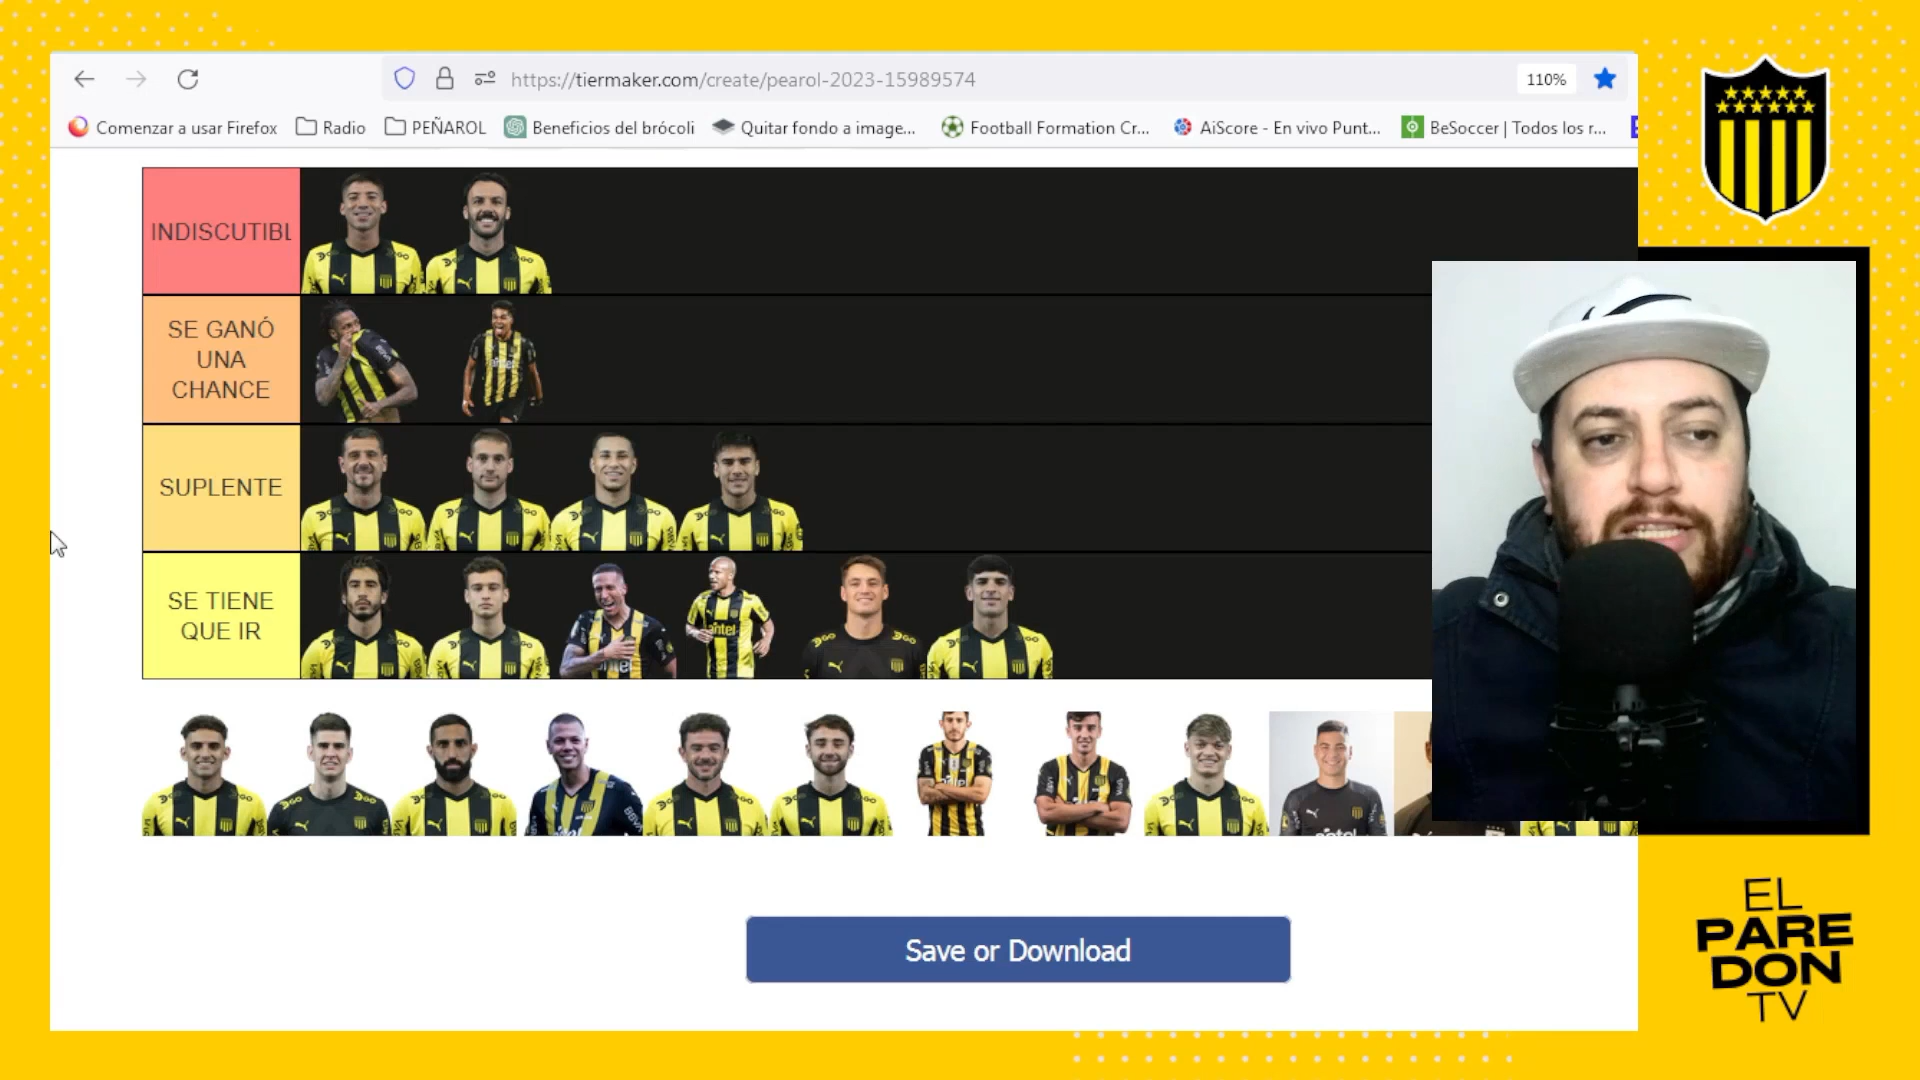 https://tiermaker.com/create/pearol-2023-15989574
110%
Comenzar a usar Firefox
Radio
PEÑAROL
Beneficios del brócoli
Quitar fondo a image...
Football Formation Cr...
AiScore - En vivo Punt...
BeSoccer | Todos los r...
INDISCUTIBL
SE GANÓ
UNA
CHANCE
SUPLENTE
SE TIENE
QUE IR
Save or Download
EL
PARE
DON
TV